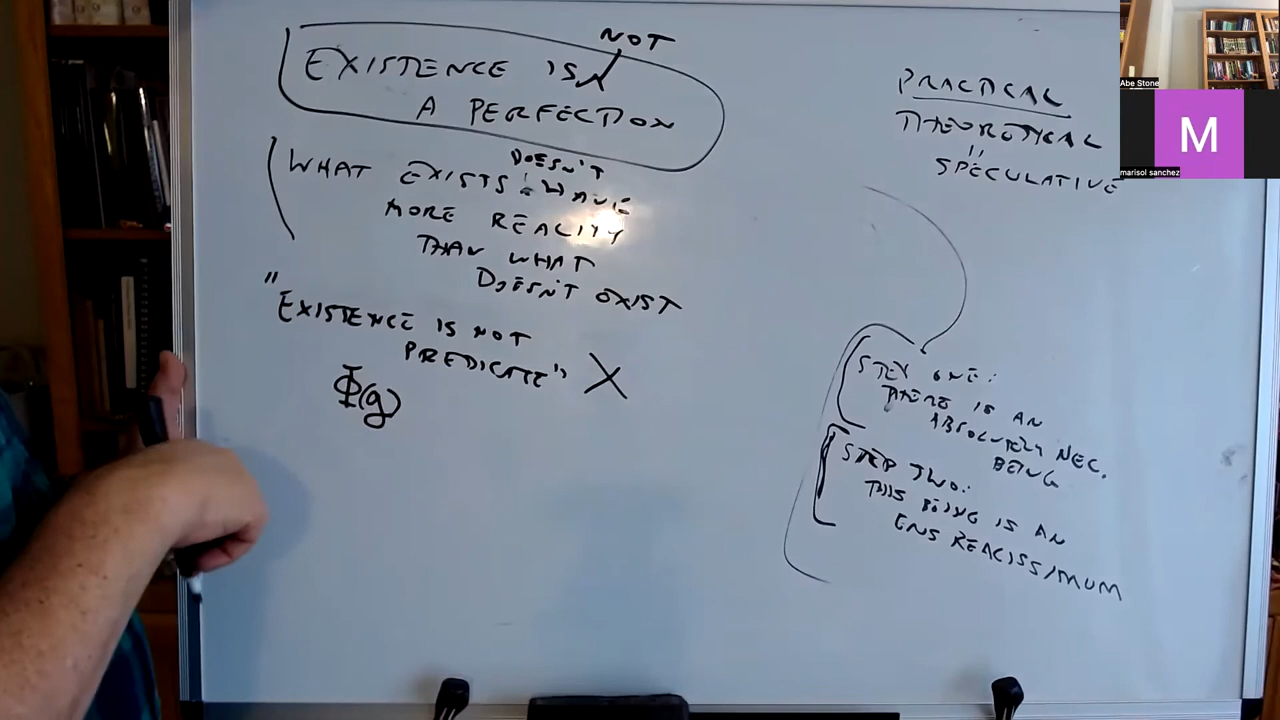 NOT
EXISTENCE IS
A PERFECTION
DOESN'T
WHAT EXISTS HAVE
MORE REALITY
THAN WHAT
DOESN'T EXIST
"EXISTENCE IS NOT
PREDICATE" X
Φ(g)
PRACTICAL
THEORETICAL
"
SPECULATIVE
STEP ONE:
THERE IS AN
ABSOLUTELY NEC.
BEING
STEP TWO:
THIS BEING IS AN
ENS REALISSIMUM
Abe Stone
M
marisol sanchez